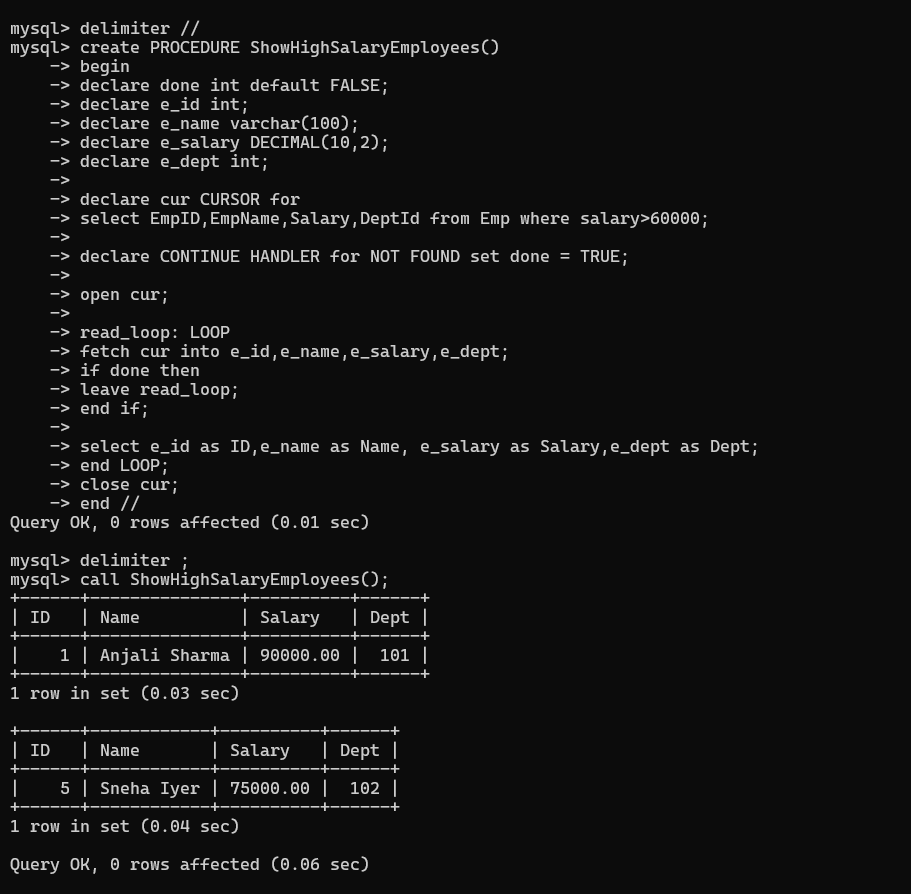 mysql> delimiter //
mysql> create PROCEDURE ShowHighSalaryEmployees()
    -> begin
    -> declare done int default FALSE;
    -> declare e_id int;
    -> declare e_name varchar(100);
    -> declare e_salary DECIMAL(10,2);
    -> declare e_dept int;
    ->
    -> declare cur CURSOR for
    -> select EmpID,EmpName,Salary,DeptId from Emp where salary>60000;
    ->
    -> declare CONTINUE HANDLER for NOT FOUND set done = TRUE;
    ->
    -> open cur;
    ->
    -> read_loop: LOOP
    -> fetch cur into e_id,e_name,e_salary,e_dept;
    -> if done then
    -> leave read_loop;
    -> end if;
    ->
    -> select e_id as ID,e_name as Name, e_salary as Salary,e_dept as Dept;
    -> end LOOP;
    -> close cur;
    -> end //
Query OK, 0 rows affected (0.01 sec)

mysql> delimiter ;
mysql> call ShowHighSalaryEmployees();
+------+---------------+----------+------+
| ID   | Name          | Salary   | Dept |
+------+---------------+----------+------+
|    1 | Anjali Sharma | 90000.00 |  101 |
+------+---------------+----------+------+
1 row in set (0.03 sec)

+------+------------+----------+------+
| ID   | Name       | Salary   | Dept |
+------+------------+----------+------+
|    5 | Sneha Iyer | 75000.00 |  102 |
+------+------------+----------+------+
1 row in set (0.04 sec)

Query OK, 0 rows affected (0.06 sec)